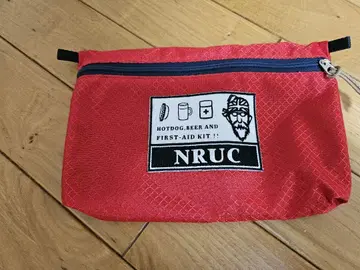 HOTDOG, BEER AND
FIRST-AID KIT !!
NRUC